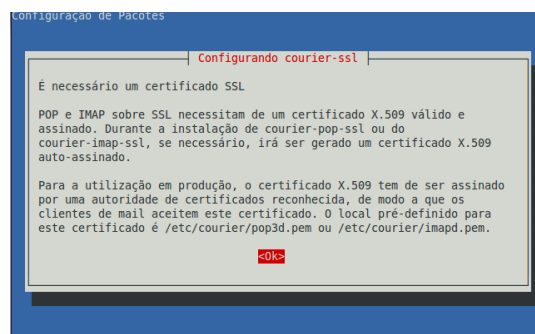 Configuração de Pacotes
Configurando courier-ssl
É necessário um certificado SSL
POP e IMAP sobre SSL necessitam de um certificado X.509 válido e
assinado. Durante a instalação de courier-pop-ssl ou do
courier-imap-ssl, se necessário, irá ser gerado um certificado X.509
auto-assinado.
Para a utilização em produção, o certificado X.509 tem de ser assinado
por uma autoridade de certificados reconhecida, de modo a que os
clientes de mail aceitem este certificado. O local pré-definido para
este certificado é /etc/courier/pop3d.pem ou /etc/courier/imapd.pem.
<Ok>